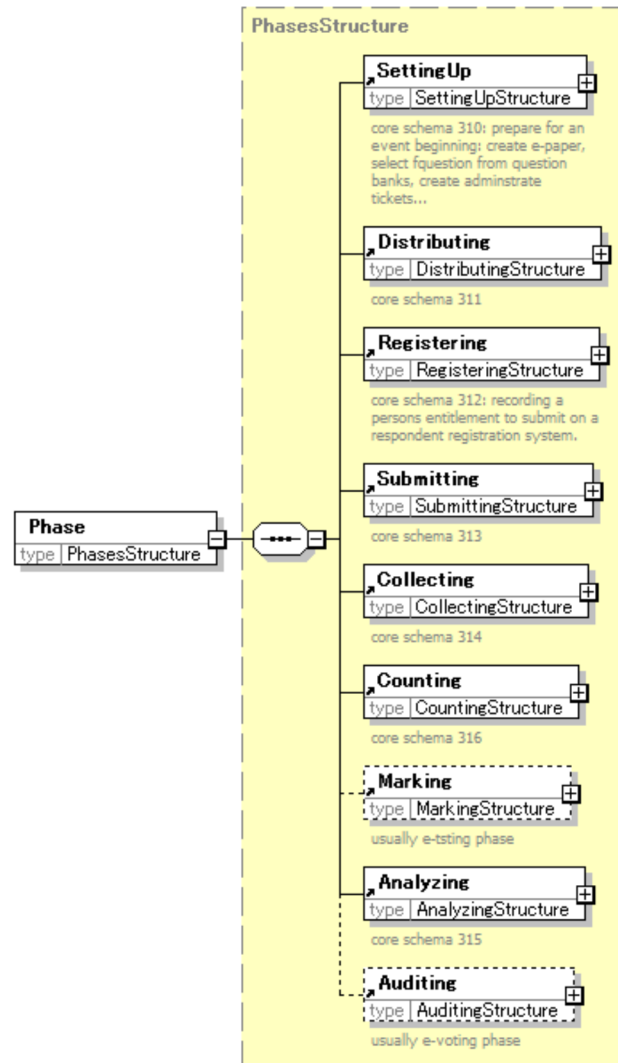 PhasesStructure
SettingUp
type SettingUpStructure
core schema 310: prepare for an
event beginning: create e-paper,
select fquestion from question
banks, create adminstrate
tickets...
Distributing
type DistributingStructure
core schema 311
Registering
type RegisteringStructure
core schema 312: recording a
persons entitlement to submit on a
respondent registration system.
Submitting
type SubmittingStructure
core schema 313
Phase
type PhasesStructure
Collecting
type CollectingStructure
core schema 314
Counting
type CountingStructure
core schema 316
Marking
type MarkingStructure
usually e-tsting phase
Analyzing
type AnalyzingStructure
core schema 315
Auditing
type AuditingStructure
usually e-voting phase